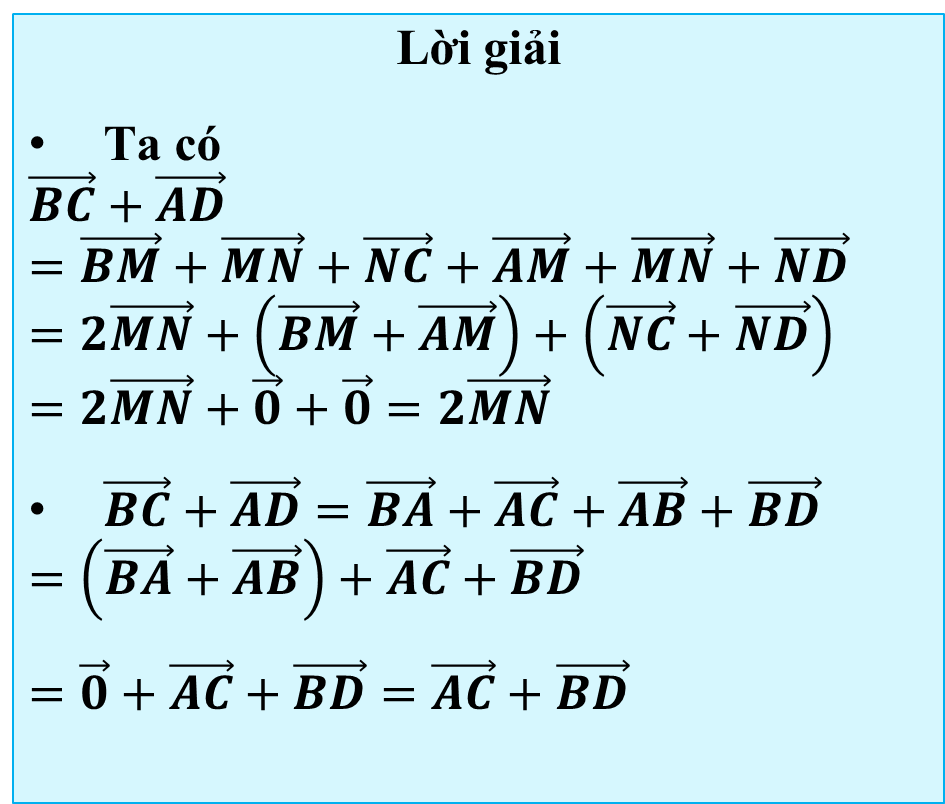 Lời giải
• Ta có
$\overrightarrow{BC} + \overrightarrow{AD}$
$= \overrightarrow{BM} + \overrightarrow{MN} + \overrightarrow{NC} + \overrightarrow{AM} + \overrightarrow{MN} + \overrightarrow{ND}$
$= 2\overrightarrow{MN} + \left(\overrightarrow{BM} + \overrightarrow{AM}\right) + \left(\overrightarrow{NC} + \overrightarrow{ND}\right)$
$= 2\overrightarrow{MN} + \overrightarrow{0} + \overrightarrow{0} = 2\overrightarrow{MN}$
• $\overrightarrow{BC} + \overrightarrow{AD} = \overrightarrow{BA} + \overrightarrow{AC} + \overrightarrow{AB} + \overrightarrow{BD}$
$= \left(\overrightarrow{BA} + \overrightarrow{AB}\right) + \overrightarrow{AC} + \overrightarrow{BD}$
$= \overrightarrow{0} + \overrightarrow{AC} + \overrightarrow{BD} = \overrightarrow{AC} + \overrightarrow{BD}$